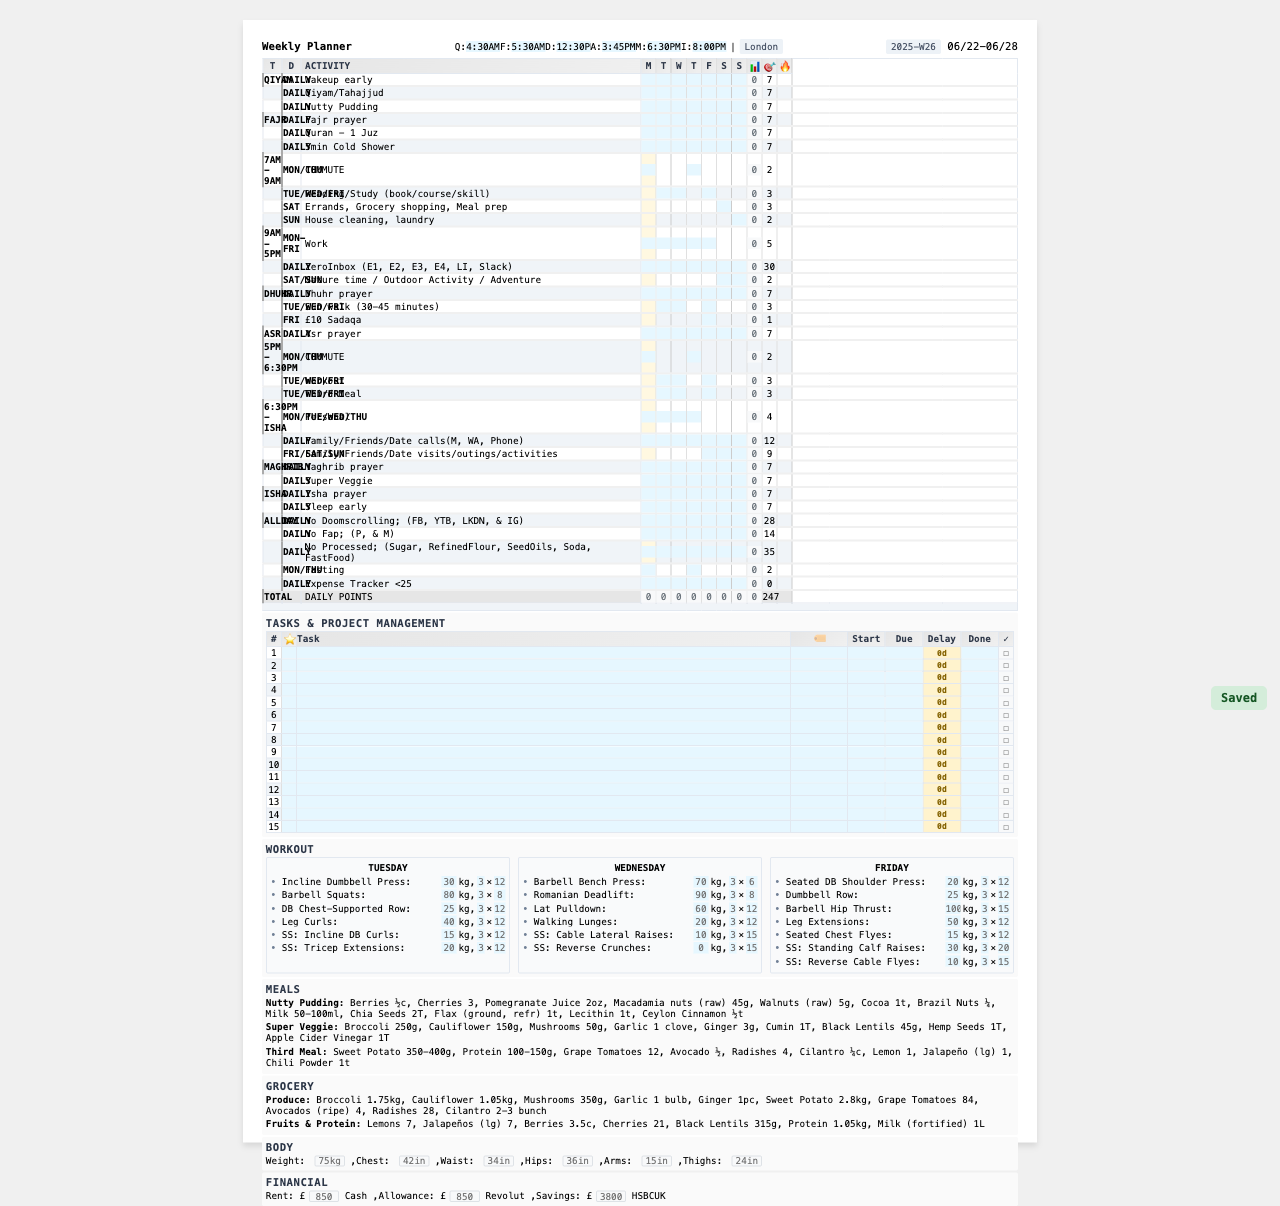 Weekly Planner Q:4:30AMF:5:30AMD:12:30PA:3:45PMM:6:30PMI:8:00PM | London 2025-W26 06/22-06/28
T D ACTIVITY M T W T F S S 📊 🎯 🔥
QIYAM DAILY Wakeup early 0 7
DAILY Qiyam/Tahajjud 0 7
DAILY Nutty Pudding 0 7
FAJR DAILY Fajr prayer 0 7
DAILY Quran - 1 Juz 0 7
DAILY 5min Cold Shower 0 7
7AM
–
9AM
MON/THU COMMUTE 0 2
TUE/WED/FRI Reading/Study (book/course/skill) 0 3
SAT Errands, Grocery shopping, Meal prep 0 3
SUN House cleaning, laundry 0 2
9AM
–
5PM
MON-
FRI
Work 0 5
DAILY ZeroInbox (E1, E2, E3, E4, LI, Slack) 0 30
SAT/SUN Nature time / Outdoor Activity / Adventure 0 2
DHUHR DAILY Dhuhr prayer 0 7
TUE/WED/FRI Walk (30-45 minutes) 0 3
FRI £10 Sadaqa 0 1
ASR DAILY Asr prayer 0 7
5PM
–
6:30PM
MON/THU COMMUTE 0 2
TUE/WED/FRI 0 3
TUE/WED/FRI Meal 0 3
6:30PM
–
ISHA
MON/TUE/WED/THU 0 4
DAILY Family/Friends/Date calls(M, WA, Phone) 0 12
FRI/SAT/SUN Family/Friends/Date visits/outings/activities 0 9
MAGHRIB DAILY Maghrib prayer 0 7
DAILY Super Veggie 0 7
ISHA DAILY Isha prayer 0 7
DAILY Sleep early 0 7
ALLDAY DAILY No Doomscrolling; (FB, YTB, LKDN, & IG) 0 28
DAILY No Fap; (P, & M) 0 14
DAILY No Processed; (Sugar, RefinedFlour, SeedOils, Soda,
FastFood) 0 35
MON/THU Fasting 0 2
DAILY Expense Tracker <25 0 0
TOTAL DAILY POINTS 0 0 0 0 0 0 0 0 247
TASKS & PROJECT MANAGEMENT
# ⭐ Task 🏷️ Start Due Delay Done ✓
1 0d ☐
2 0d ☐
3 0d ☐
4 0d ☐
5 0d ☐
6 0d ☐
7 0d ☐
8 0d ☐
9 0d ☐
10 0d ☐
11 0d ☐
12 0d ☐
13 0d ☐
14 0d ☐
15 0d ☐
Saved
WORKOUT
TUESDAY
• Incline Dumbbell Press: 30 kg, 3 × 12
• Barbell Squats: 80 kg, 3 × 8
• DB Chest-Supported Row: 25 kg, 3 × 12
• Leg Curls: 40 kg, 3 × 12
• SS: Incline DB Curls: 15 kg, 3 × 12
• SS: Tricep Extensions: 20 kg, 3 × 12
WEDNESDAY
• Barbell Bench Press: 70 kg, 3 × 6
• Romanian Deadlift: 90 kg, 3 × 8
• Lat Pulldown: 60 kg, 3 × 12
• Walking Lunges: 20 kg, 3 × 12
• SS: Cable Lateral Raises: 10 kg, 3 × 15
• SS: Reverse Crunches: 0 kg, 3 × 15
FRIDAY
• Seated DB Shoulder Press: 20 kg, 3 × 12
• Dumbbell Row: 25 kg, 3 × 12
• Barbell Hip Thrust: 100 kg, 3 × 15
• Leg Extensions: 50 kg, 3 × 12
• Seated Chest Flyes: 15 kg, 3 × 12
• SS: Standing Calf Raises: 30 kg, 3 × 20
• SS: Reverse Cable Flyes: 10 kg, 3 × 15
MEALS
Nutty Pudding: Berries ½c, Cherries 3, Pomegranate Juice 2oz, Macadamia nuts (raw) 45g, Walnuts (raw) 5g, Cocoa 1t, Brazil Nuts ¼,
Milk 50-100ml, Chia Seeds 2T, Flax (ground, refr) 1t, Lecithin 1t, Ceylon Cinnamon ½t
Super Veggie: Broccoli 250g, Cauliflower 150g, Mushrooms 50g, Garlic 1 clove, Ginger 3g, Cumin 1T, Black Lentils 45g, Hemp Seeds 1T,
Apple Cider Vinegar 1T
Third Meal: Sweet Potato 350-400g, Protein 100-150g, Grape Tomatoes 12, Avocado ½, Radishes 4, Cilantro ¼c, Lemon 1, Jalapeño (lg) 1,
Chili Powder 1t
GROCERY
Produce: Broccoli 1.75kg, Cauliflower 1.05kg, Mushrooms 350g, Garlic 1 bulb, Ginger 1pc, Sweet Potato 2.8kg, Grape Tomatoes 84,
Avocados (ripe) 4, Radishes 28, Cilantro 2-3 bunch
Fruits & Protein: Lemons 7, Jalapeños (lg) 7, Berries 3.5c, Cherries 21, Black Lentils 315g, Protein 1.05kg, Milk (fortified) 1L
BODY
Weight: 75kg ,Chest: 42in ,Waist: 34in ,Hips: 36in ,Arms: 15in ,Thighs: 24in
FINANCIAL
Rent: £ 850 Cash ,Allowance: £ 850 Revolut ,Savings: £ 3800 HSBCUK